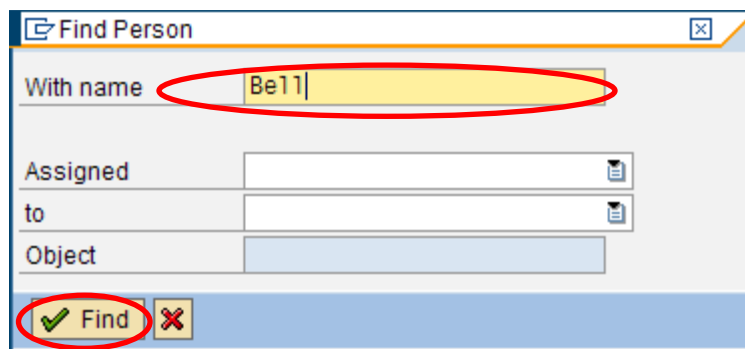 Find Person
With name Bell
Assigned
to
Object
Find